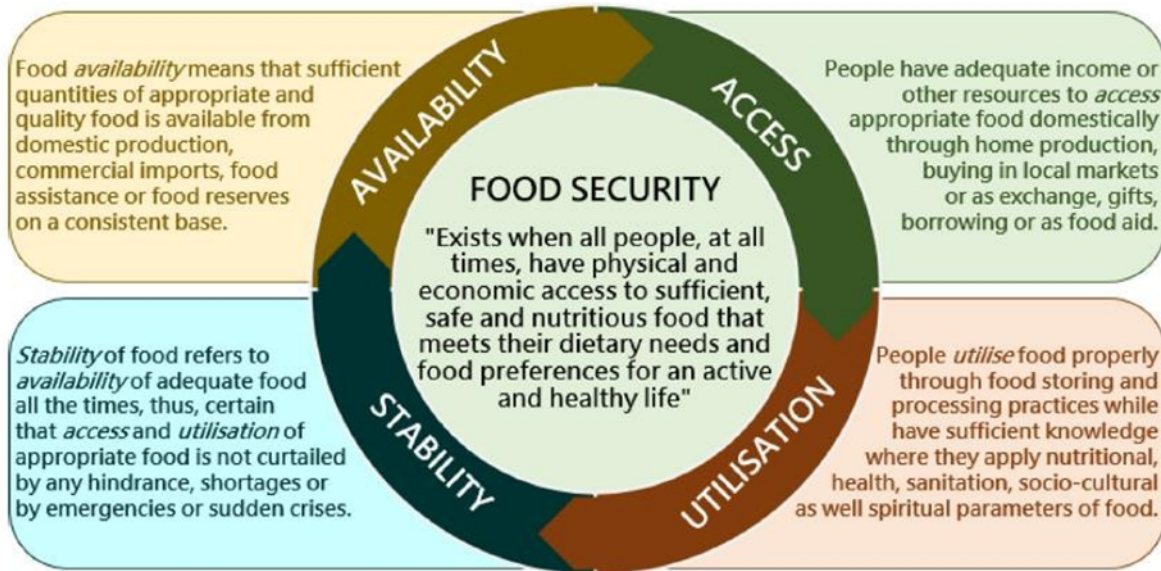 Food availability means that sufficient
quantities of appropriate and
quality food is available from
domestic production,
commercial imports, food
assistance or food reserves
on a consistent base.
AVAILABILITY
ACCESS
People have adequate income or
other resources to access
appropriate food domestically
through home production,
buying in local markets
or as exchange, gifts,
borrowing or as food aid.
FOOD SECURITY
"Exists when all people, at all
times, have physical and
economic access to sufficient,
safe and nutritious food that
meets their dietary needs and
food preferences for an active
and healthy life"
Stability of food refers to
availability of adequate food
all the times, thus, certain
that access and utilisation of
appropriate food is not curtailed
by any hindrance, shortages or
by emergencies or sudden crises.
STABILITY
UTILISATION
People utilise food properly
through food storing and
processing practices while
have sufficient knowledge
where they apply nutritional,
health, sanitation, socio-cultural
as well spiritual parameters of food.